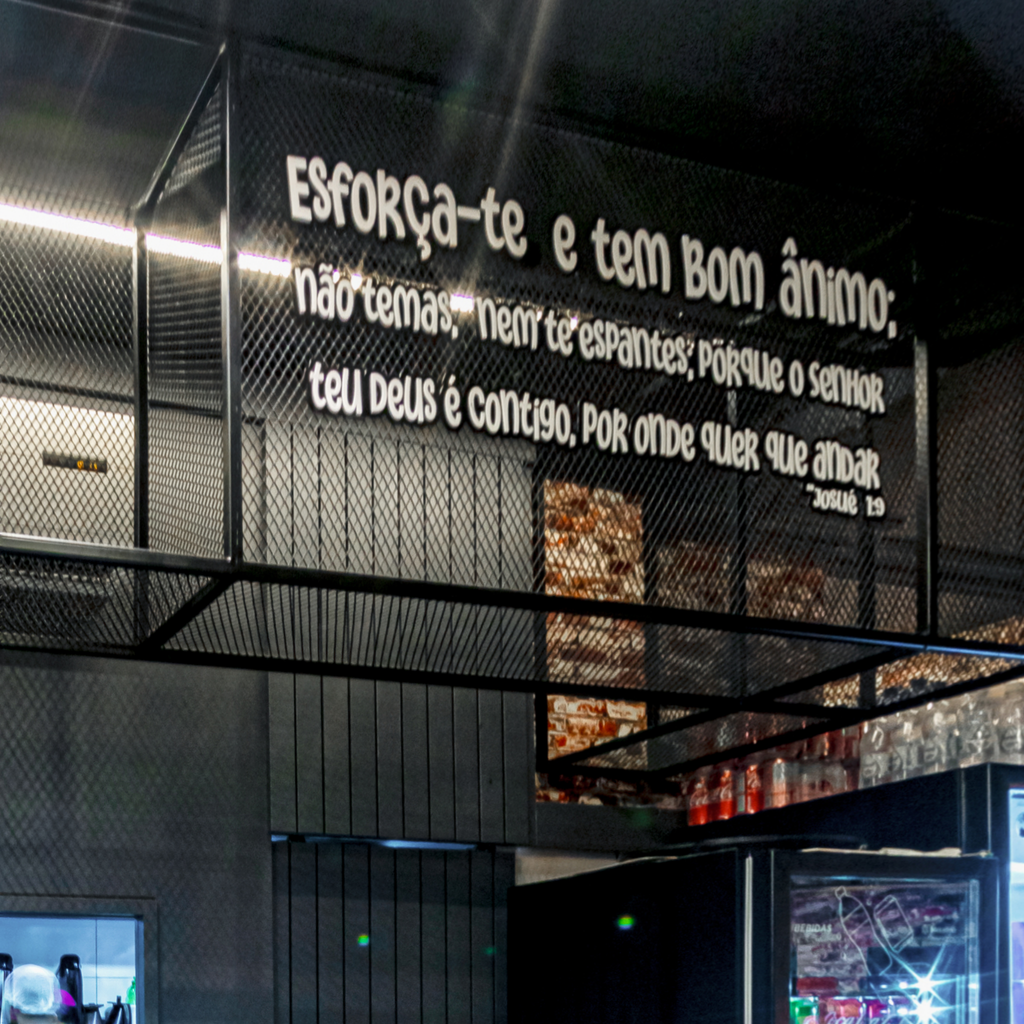 Esforça-te e tem bom ânimo;
não temas, nem te espantes; porque o senhor
teu Deus é contigo, por onde quer que andar
"Josué 1:9
BEBIDAS